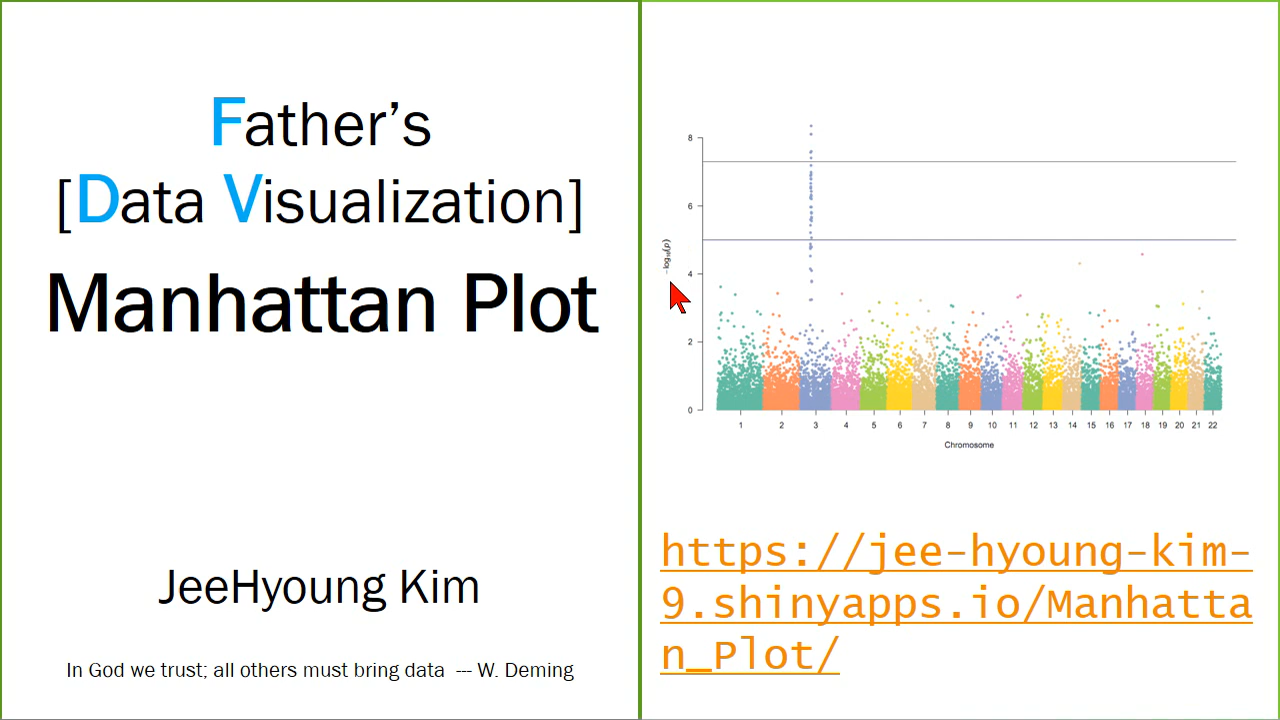 Father’s
[Data Visualization]
Manhattan Plot
JeeHyoung Kim
In God we trust; all others must bring data --- W. Deming
8
6
4
2
0
−log₁₀(p)
1 2 3 4 5 6 7 8 9 10 11 12 13 14 15 16 17 18 19 20 21 22
Chromosome
https://jee-hyoung-kim-
9.shinyapps.io/Manhatta
n_Plot/